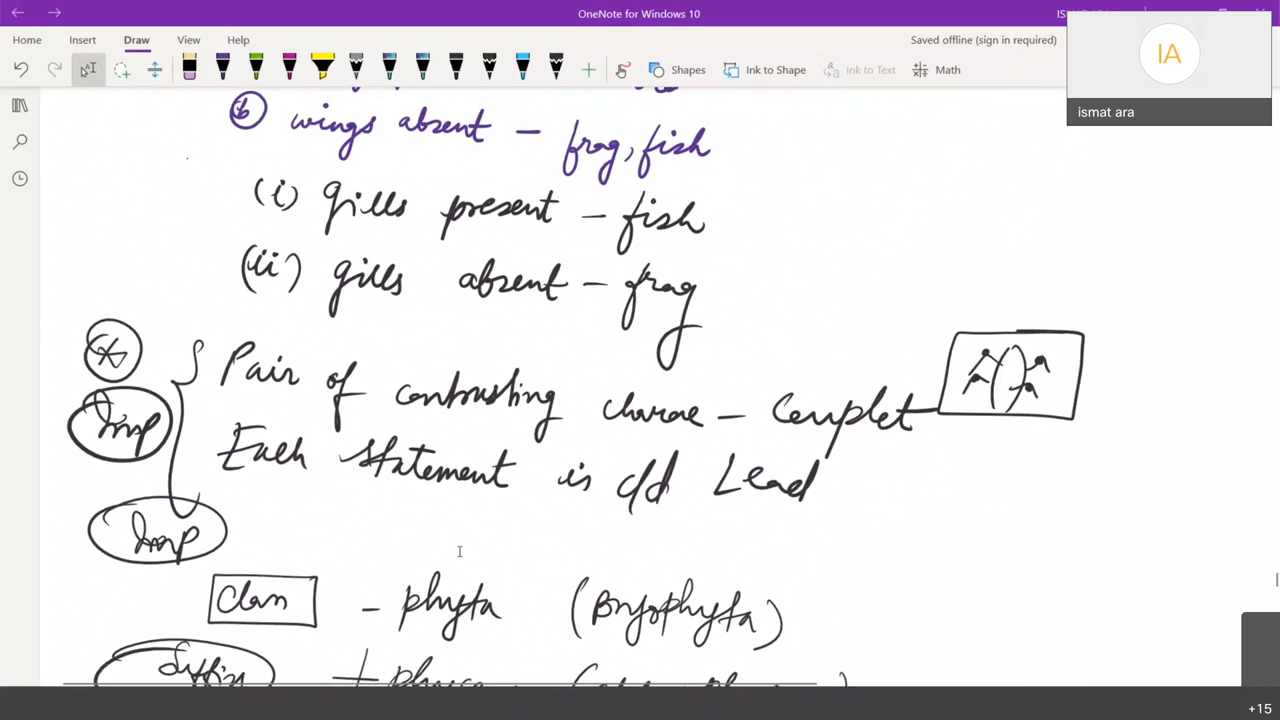 OneNote for Windows 10
Home Insert Draw View Help
Saved offline (sign in required)
Shapes Ink to Shape Ink to Text Math
IA
ismat ara
(b) wings absent - frog, fish
(i) gills present - fish
(ii) gills absent - frog
Pair of contrasting charac - Couplet
Imp
Each statement is c/d Lead
Imp
Class - phyta (Bryophyta)
Suffix
+15